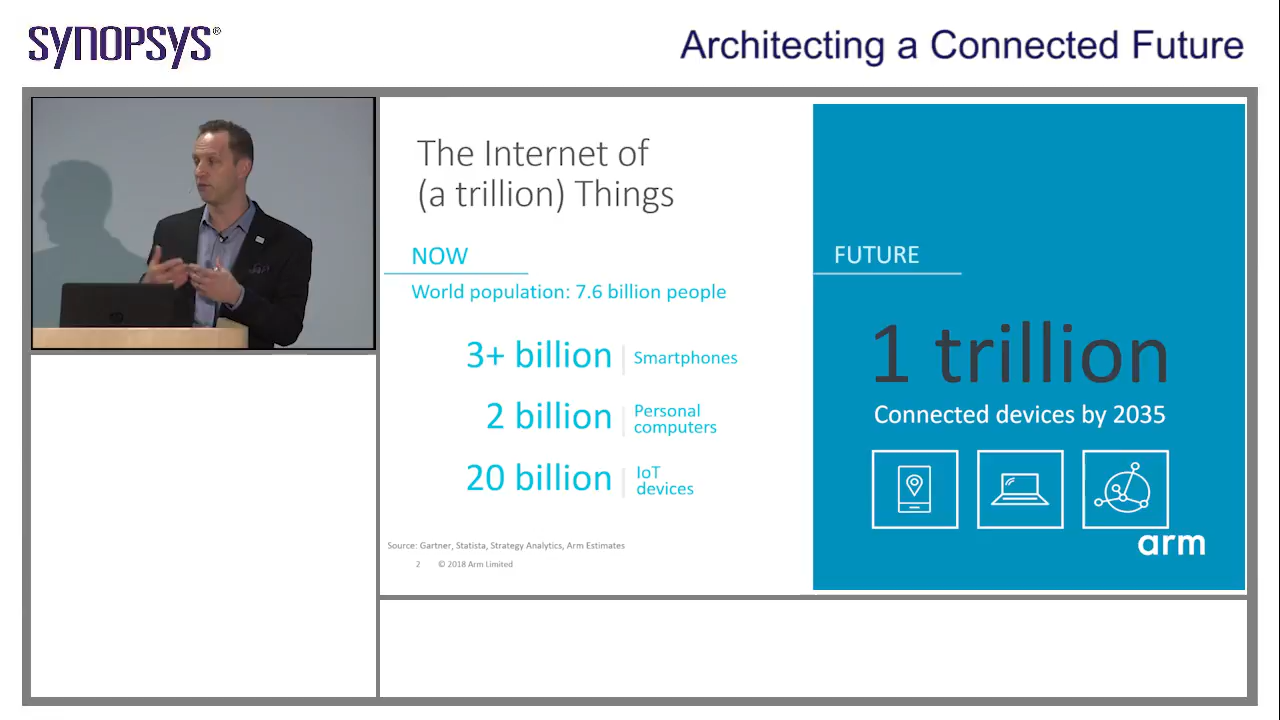 SYNOPSYS®
Architecting a Connected Future
The Internet of
(a trillion) Things
NOW
World population: 7.6 billion people
3+ billion
Smartphones
2 billion
Personal
computers
20 billion
IoT
devices
Source: Gartner, Statista, Strategy Analytics, Arm Estimates
2 © 2018 Arm Limited
FUTURE
1 trillion
Connected devices by 2035
arm